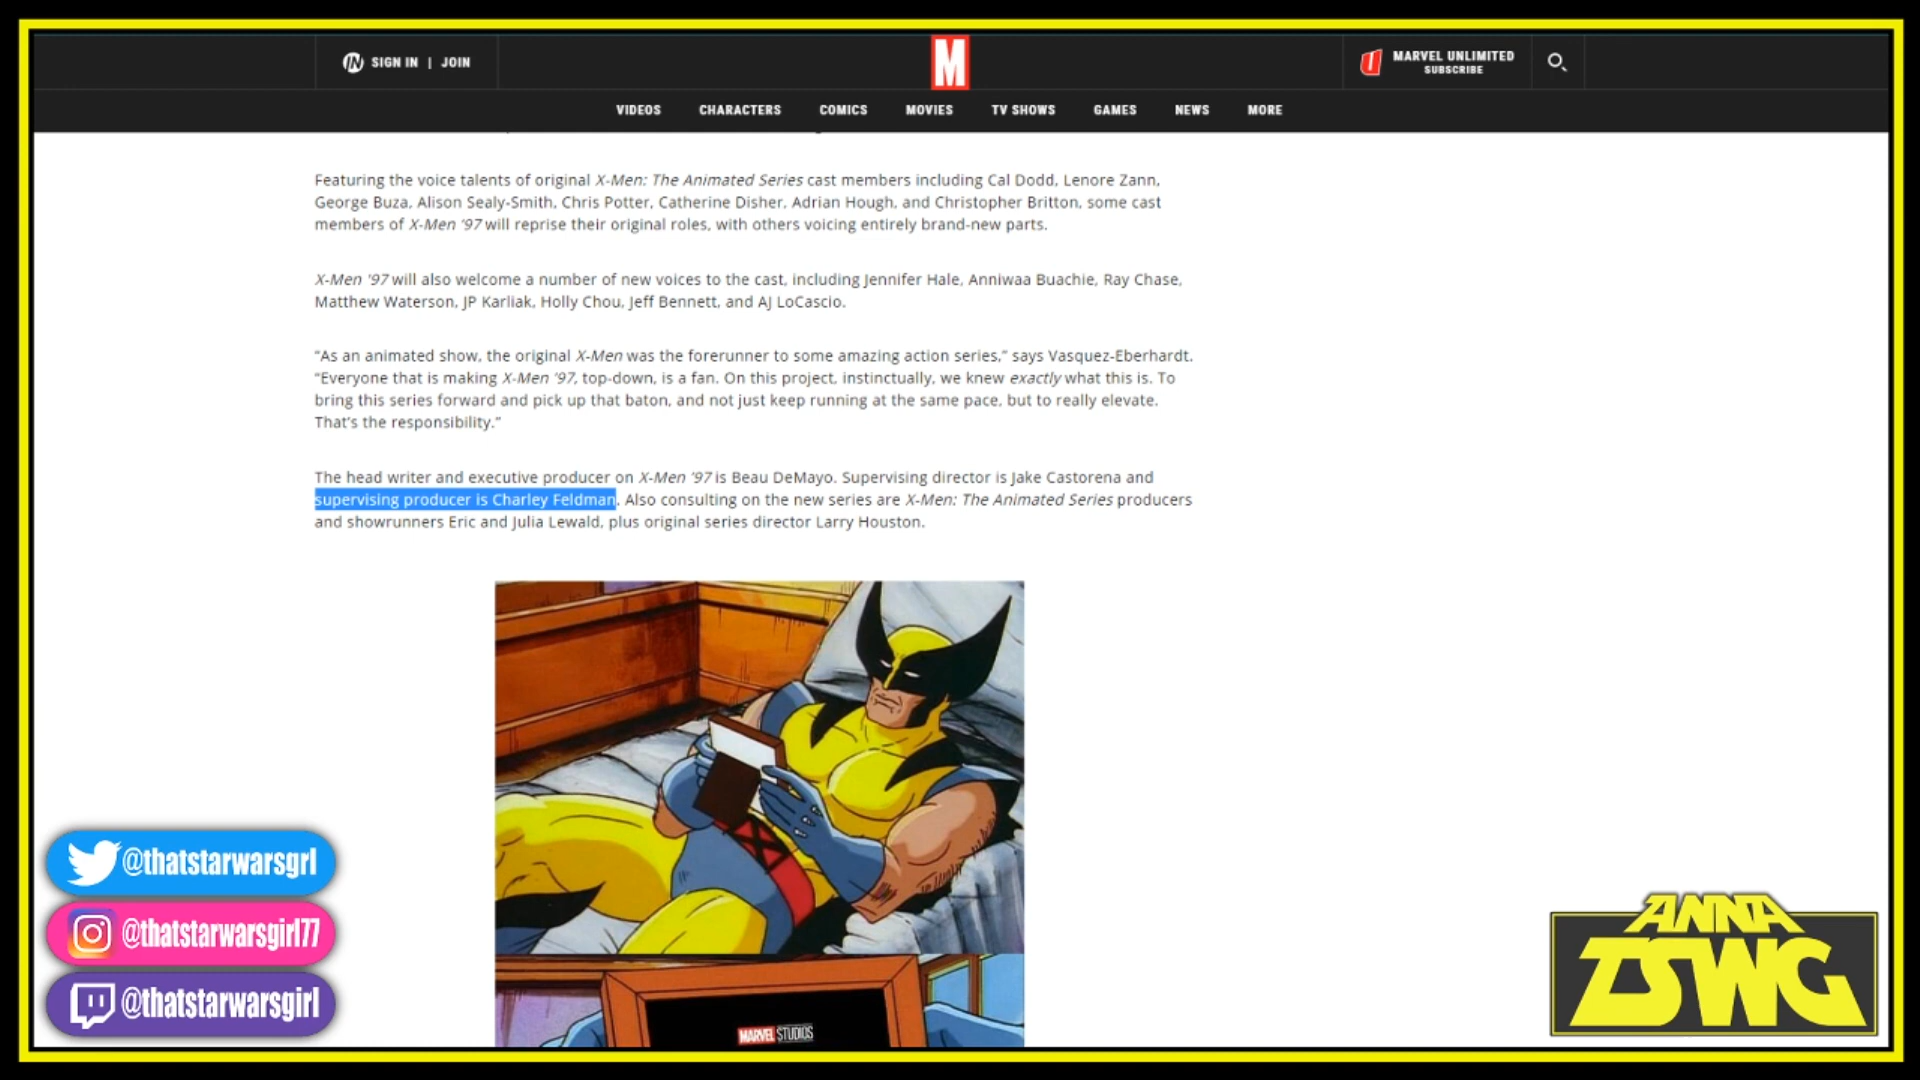 SIGN IN | JOIN
M
MARVEL UNLIMITED
SUBSCRIBE
VIDEOS CHARACTERS COMICS MOVIES TV SHOWS GAMES NEWS MORE
Featuring the voice talents of original X-Men: The Animated Series cast members including Cal Dodd, Lenore Zann,
George Buza, Alison Sealy-Smith, Chris Potter, Catherine Disher, Adrian Hough, and Christopher Britton, some cast
members of X-Men '97 will reprise their original roles, with others voicing entirely brand-new parts.
X-Men '97 will also welcome a number of new voices to the cast, including Jennifer Hale, Anniwaa Buachie, Ray Chase,
Matthew Waterson, JP Karliak, Holly Chou, Jeff Bennett, and AJ LoCascio.
“As an animated show, the original X-Men was the forerunner to some amazing action series,” says Vasquez-Eberhardt.
“Everyone that is making X-Men '97, top-down, is a fan. On this project, instinctually, we knew exactly what this is. To
bring this series forward and pick up that baton, and not just keep running at the same pace, but to really elevate.
That's the responsibility.”
The head writer and executive producer on X-Men '97 is Beau DeMayo. Supervising director is Jake Castorena and
supervising producer is Charley Feldman. Also consulting on the new series are X-Men: The Animated Series producers
and showrunners Eric and Julia Lewald, plus original series director Larry Houston.
MARVEL STUDIOS
@thatstarwarsgrl
@thatstarwarsgirl77
@thatstarwarsgirl
ANNA
TSWG